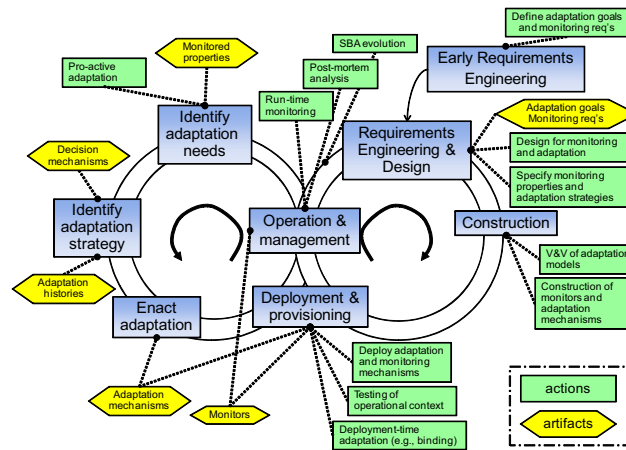 Define adaptation goals
and monitoring req's
SBA evolution
Monitored
properties
Post-mortem
analysis
Early Requirements
Engineering
Pro-active
adaptation
Run-time
monitoring
Identify
adaptation
needs
Requirements
Engineering &
Design
Adaptation goals
Monitoring req's
Design for monitoring
and adaptation
Decision
mechanisms
Specify monitoring
properties and
adaptation strategies
Identify
adaptation
strategy
Operation &
management
Construction
V&V of adaptation
models
Adaptation
histories
Construction of
monitors and
adaptation mechanisms
Enact
adaptation
Deployment &
provisioning
Deploy adaptation
and monitoring
mechanisms
Adaptation
mechanisms
Monitors
Testing of
operational context
Deployment-time
adaptation (e.g., binding)
actions
artifacts